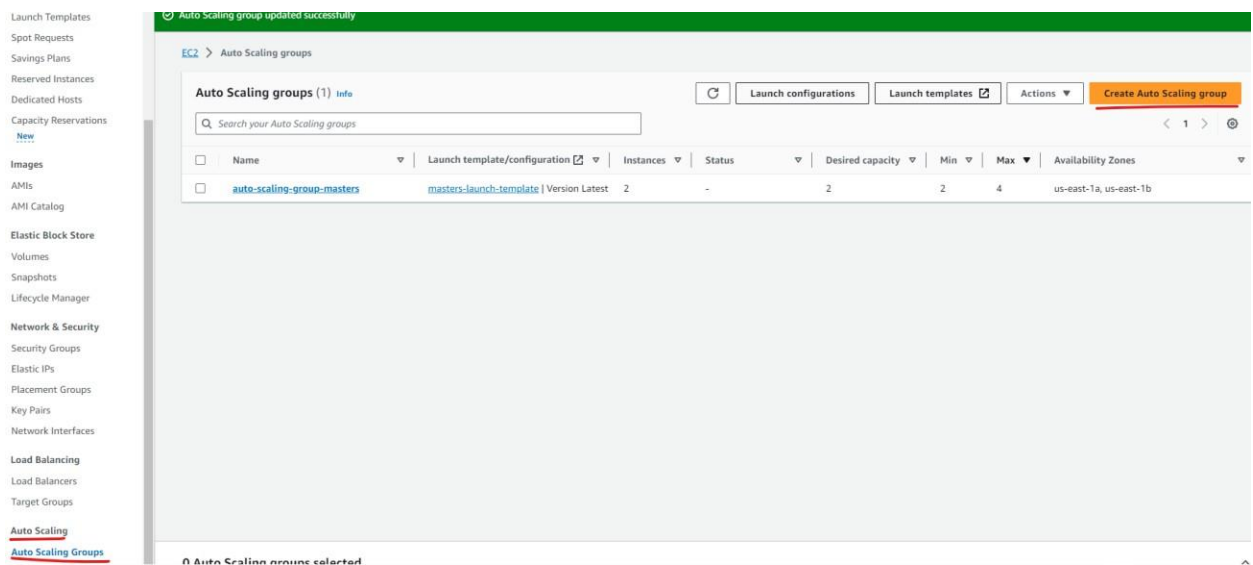 Launch Templates
Spot Requests
Savings Plans
Reserved Instances
Dedicated Hosts
Capacity Reservations
New
Images
AMIs
AMI Catalog
Elastic Block Store
Volumes
Snapshots
Lifecycle Manager
Network & Security
Security Groups
Elastic IPs
Placement Groups
Key Pairs
Network Interfaces
Load Balancing
Load Balancers
Target Groups
Auto Scaling
Auto Scaling Groups
Auto Scaling group updated successfully
EC2 > Auto Scaling groups
Auto Scaling groups (1) Info
Launch configurations
Launch templates
Actions
Create Auto Scaling group
Search your Auto Scaling groups
< 1 >
Name Launch template/configuration Instances Status Desired capacity Min Max Availability Zones
auto-scaling-group-masters masters-launch-template | Version Latest 2 - 2 2 4 us-east-1a, us-east-1b
0 Auto Scaling groups selected